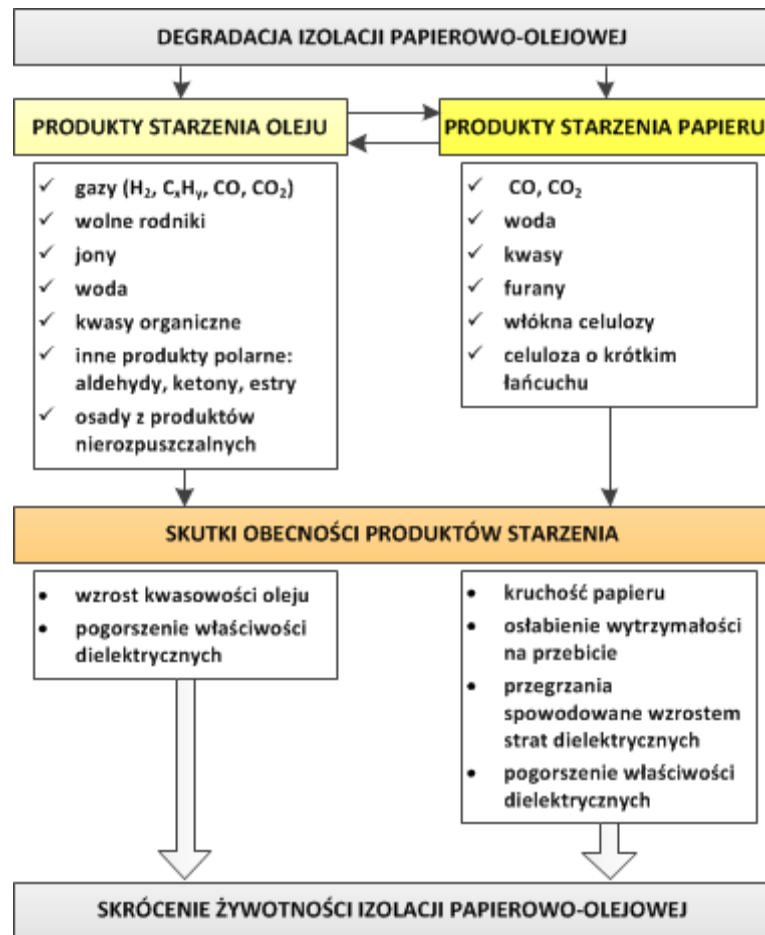 DEGRADACJA IZOLACJI PAPIEROWO-OLEJOWEJ
PRODUKTY STARZENIA OLEJU
gazy (H₂, CₓHᵧ, CO, CO₂)
wolne rodniki
jony
woda
kwasy organiczne
inne produkty polarne:
aldehydy, ketony, estry
osady z produktów
nierozpuszczalnych
PRODUKTY STARZENIA PAPIERU
CO, CO₂
woda
kwasy
furany
włókna celulozy
celuloza o krótkim
łańcuchu
SKUTKI OBECNOŚCI PRODUKTÓW STARZENIA
wzrost kwasowości oleju
pogorszenie właściwości
dielektrycznych
kruchość papieru
osłabienie wytrzymałości
na przebicie
przegrzania
spowodowane wzrostem
strat dielektrycznych
pogorszenie właściwości
dielektrycznych
SKRÓCENIE ŻYWOTNOŚCI IZOLACJI PAPIEROWO-OLEJOWEJ